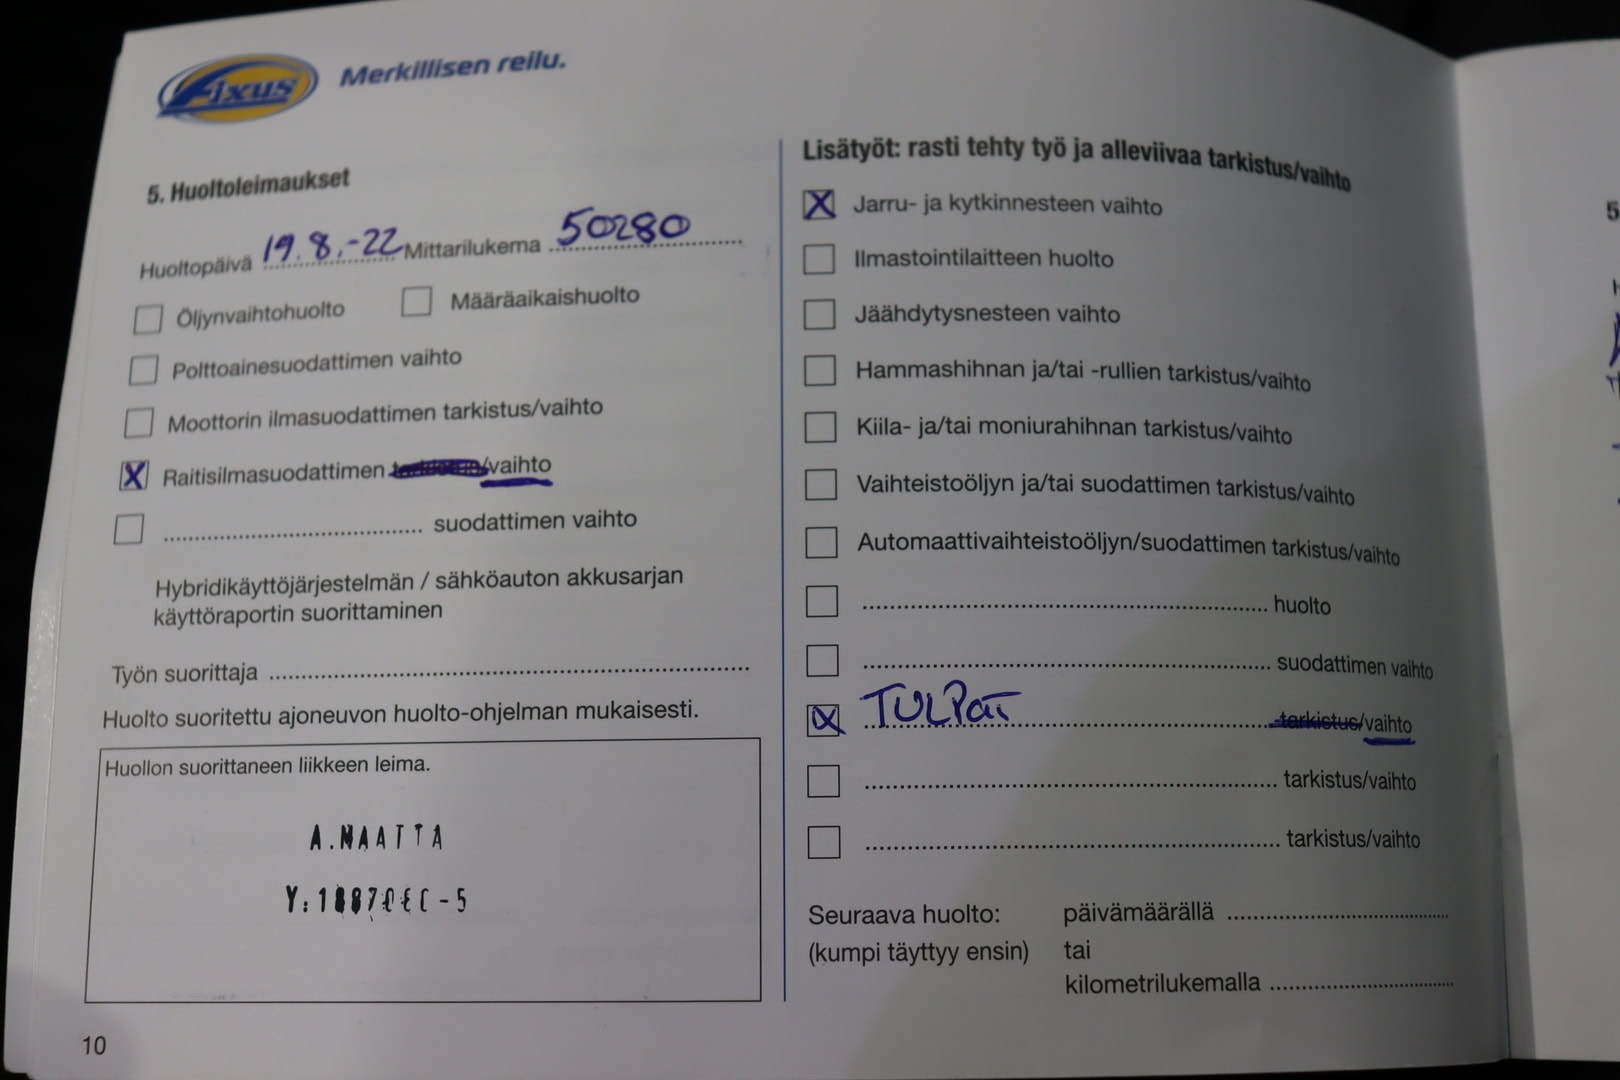 Fixus
Merkillisen reilu.
5. Huoltoleimaukset
Huoltopäivä 19.8.-22 Mittarilukema 50280
Öljynvaihtohuolto Määräaikaishuolto
Polttoainesuodattimen vaihto
Moottorin ilmasuodattimen tarkistus/vaihto
X Raitisilmasuodattimen tarkistus/vaihto
suodattimen vaihto
Hybridikäyttöjärjestelmän / sähköauton akkusarjan
käyttöraportin suorittaminen
Työn suorittaja
Huolto suoritettu ajoneuvon huolto-ohjelman mukaisesti.
Huollon suorittaneen liikkeen leima.
A.MAATTA
10
Lisätyöt: rasti tehty työ ja alleviivaa tarkistus/vaihto
X Jarru- ja kytkinnesteen vaihto
Ilmastointilaitteen huolto
Jäähdytysnesteen vaihto
Hammashihnan ja/tai -rullien tarkistus/vaihto
Kiila- ja/tai moniurahihnan tarkistus/vaihto
Vaihteistoöljyn ja/tai suodattimen tarkistus/vaihto
Automaattivaihteistoöljyn/suodattimen tarkistus/vaihto
huolto
suodattimen vaihto
X TULPat tarkistus/vaihto
tarkistus/vaihto
tarkistus/vaihto
Seuraava huolto: päivämäärällä
(kumpi täyttyy ensin) tai
kilometrilukemalla
5